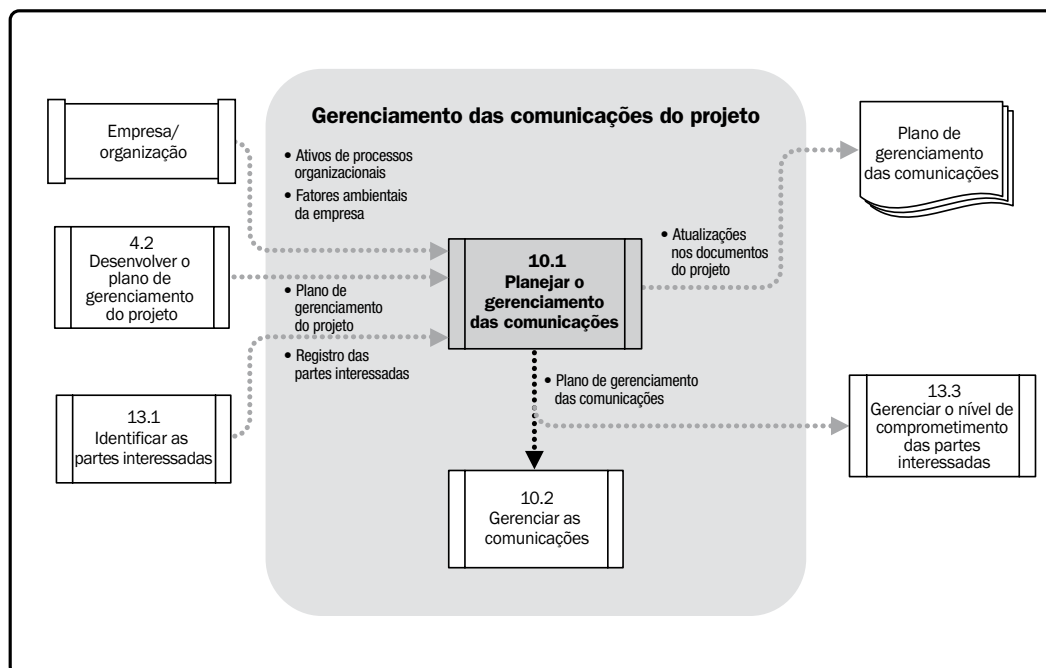 Gerenciamento das comunicações do projeto
Empresa/
organização
• Ativos de processos
organizacionais
• Fatores ambientais
da empresa
Plano de
gerenciamento
das comunicações
4.2
Desenvolver o
plano de
gerenciamento
do projeto
• Plano de
gerenciamento
do projeto
• Registro das
partes interessadas
10.1
Planejar o
gerenciamento
das comunicações
• Atualizações
nos documentos
do projeto
13.1
Identificar as
partes interessadas
• Plano de gerenciamento
das comunicações
13.3
Gerenciar o nível de
comprometimento
das partes
interessadas
10.2
Gerenciar as
comunicações